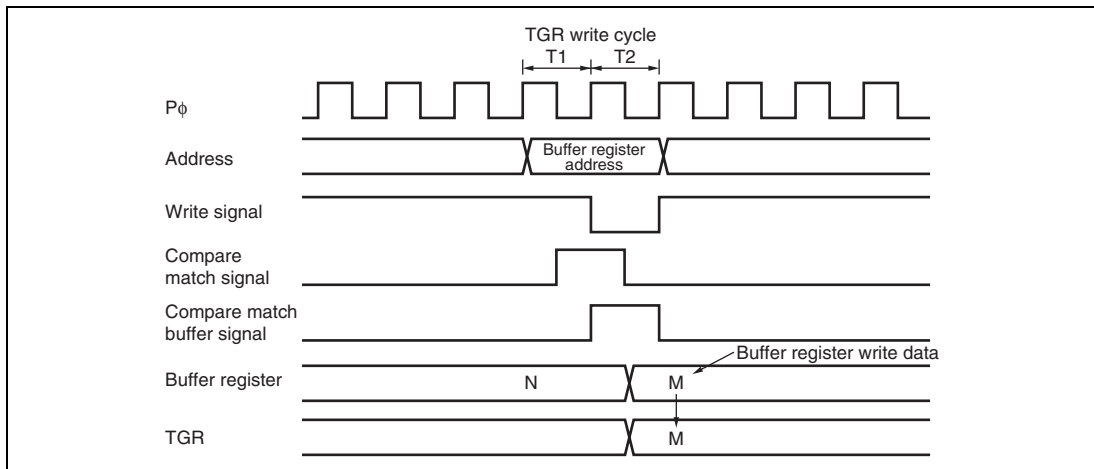 TGR write cycle
T1 T2
Pϕ
Address
Buffer register
address
Write signal
Compare
match signal
Compare match
buffer signal
Buffer register write data
Buffer register N M
TGR M